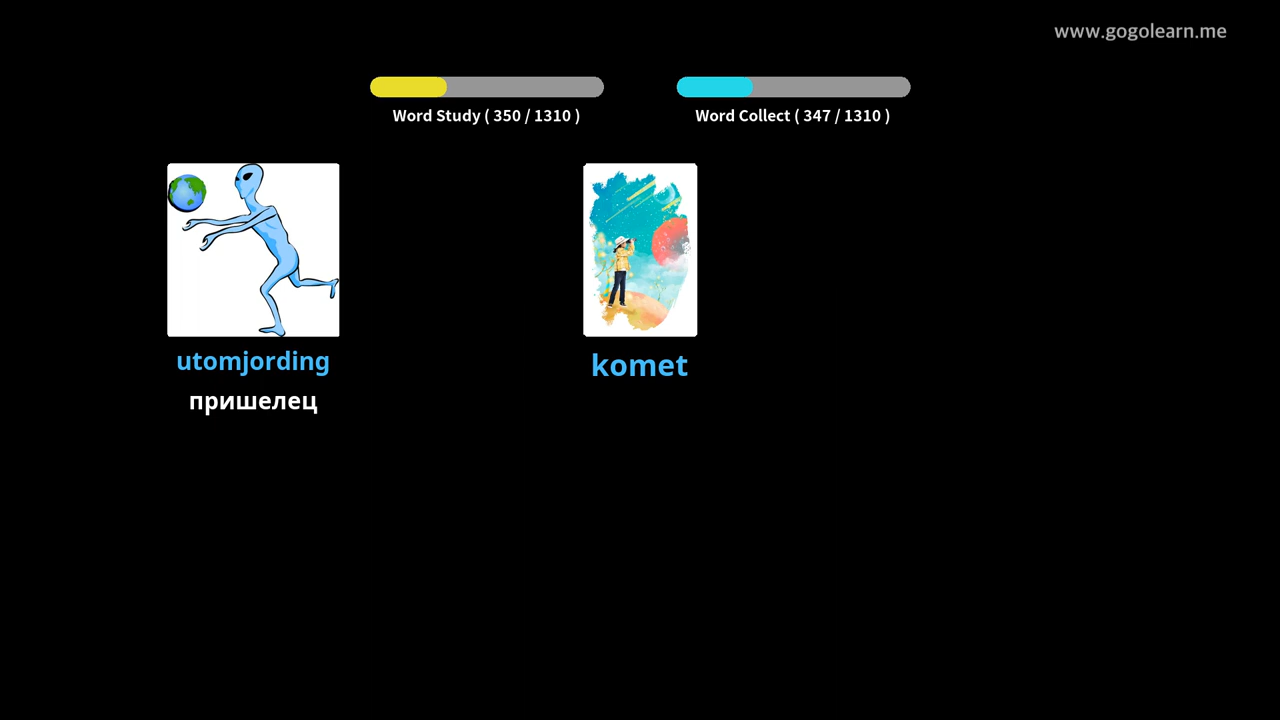 www.gogolearn.me
Word Study ( 350 / 1310 )
Word Collect ( 347 / 1310 )
utomjording
пришелец
komet